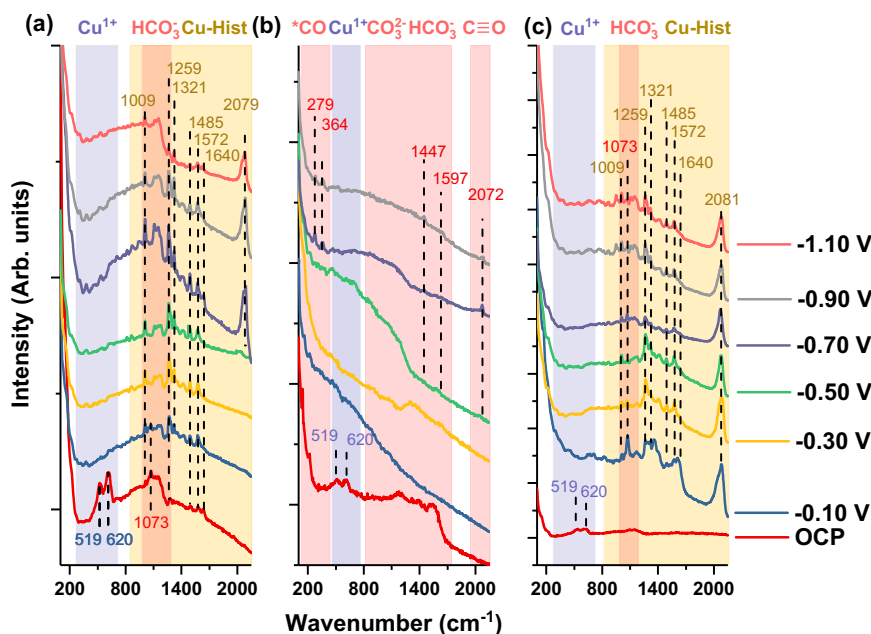 (a) Cu¹⁺ HCO₃⁻ Cu-Hist
(b) *CO Cu¹⁺ CO₃²⁻ HCO₃⁻ C≡O
(c) Cu¹⁺ HCO₃⁻ Cu-Hist
1259
1321
1009
2079
1485
1572
1640
519 620
1073
279
364
1447
1597
2072
519 620
1321
1259
1485
1572
1073
1640
1009
2081
519 620
-1.10 V
-0.90 V
-0.70 V
-0.50 V
-0.30 V
-0.10 V
OCP
Intensity (Arb. units)
200 800 1400 2000
200 800 1400 2000
200 800 1400 2000
Wavenumber (cm⁻¹)